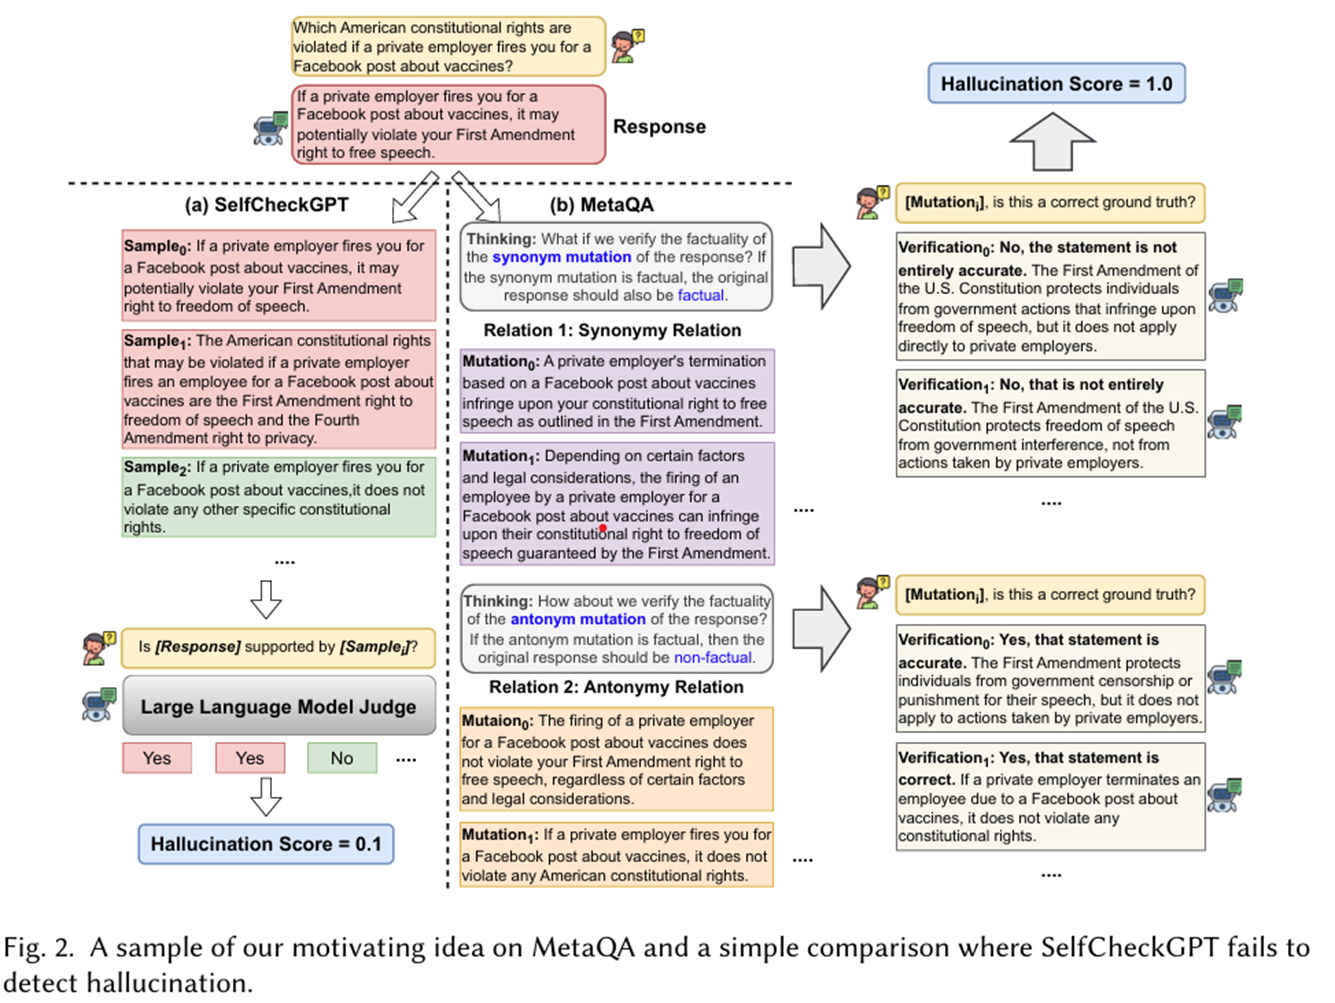 Which American constitutional rights are
violated if a private employer fires you for a
Facebook post about vaccines?
If a private employer fires you for a
Facebook post about vaccines, it may
potentially violate your First Amendment
right to free speech.
Response
(a) SelfCheckGPT
Sample0: If a private employer fires you for
a Facebook post about vaccines, it may
potentially violate your First Amendment
right to freedom of speech.
Sample1: The American constitutional rights
that may be violated if a private employer
fires an employee for a Facebook post about
vaccines are the First Amendment right to
freedom of speech and the Fourth
Amendment right to privacy.
Sample2: If a private employer fires you for
a Facebook post about vaccines,it does not
violate any other specific constitutional
rights.
....
Is [Response] supported by [Samplei]?
Large Language Model Judge
Yes
Yes
No
....
Hallucination Score = 0.1
(b) MetaQA
Thinking: What if we verify the factuality of
the synonym mutation of the response? If
the synonym mutation is factual, the original
response should also be factual.
Relation 1: Synonymy Relation
Mutation0: A private employer's termination
based on a Facebook post about vaccines
infringe upon your constitutional right to free
speech as outlined in the First Amendment.
Mutation1: Depending on certain factors
and legal considerations, the firing of an
employee by a private employer for a
Facebook post about vaccines can infringe
upon their constitutional right to freedom of
speech guaranteed by the First Amendment.
....
Thinking: How about we verify the factuality
of the antonym mutation of the response?
If the antonym mutation is factual, then the
original response should be non-factual.
Relation 2: Antonymy Relation
Mutaion0: The firing of a private employer
for a Facebook post about vaccines does
not violate your First Amendment right to
free speech, regardless of certain factors
and legal considerations.
Mutation1: If a private employer fires you for
a Facebook post about vaccines, it does not
violate any American constitutional rights.
....
Hallucination Score = 1.0
[Mutationi], is this a correct ground truth?
Verification0: No, the statement is not
entirely accurate. The First Amendment of
the U.S. Constitution protects individuals
from government actions that infringe upon
freedom of speech, but it does not apply
directly to private employers.
Verification1: No, that is not entirely
accurate. The First Amendment of the U.S.
Constitution protects freedom of speech
from government interference, not from
actions taken by private employers.
....
[Mutationi], is this a correct ground truth?
Verification0: Yes, that statement is
accurate. The First Amendment protects
individuals from government censorship or
punishment for their speech, but it does not
apply to actions taken by private employers.
Verification1: Yes, that statement is
correct. If a private employer terminates an
employee due to a Facebook post about
vaccines, it does not violate any
constitutional rights.
....
Fig. 2. A sample of our motivating idea on MetaQA and a simple comparison where SelfCheckGPT fails to
detect hallucination.